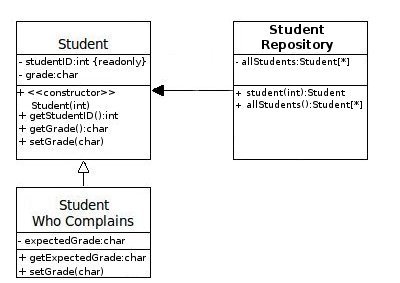 Student
- studentID:int {readonly}
- grade:char
+ <<constructor>>
Student(int)
+ getStudentID():int
+ getGrade():char
+ setGrade(char)
Student
Repository
- allStudents:Student[*]
+ student(int):Student
+ allStudents():Student[*]
Student
Who Complains
- expectedGrade:char
+ getExpectedGrade:char
+ setGrade(char)